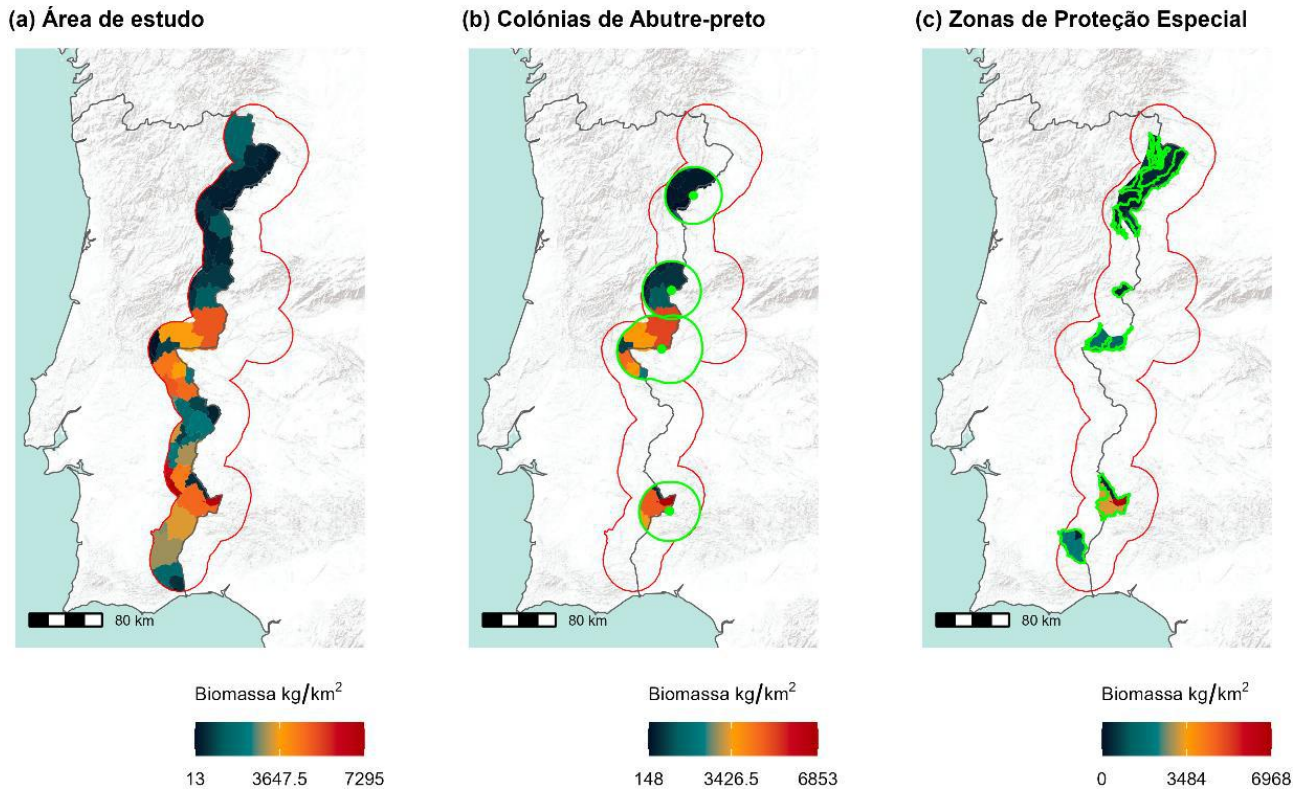 (a) Área de estudo
(b) Colónias de Abutre-preto
(c) Zonas de Proteção Especial
80 km
80 km
80 km
Biomassa kg/km²
13 3647.5 7295
Biomassa kg/km²
148 3426.5 6853
Biomassa kg/km²
0 3484 6968